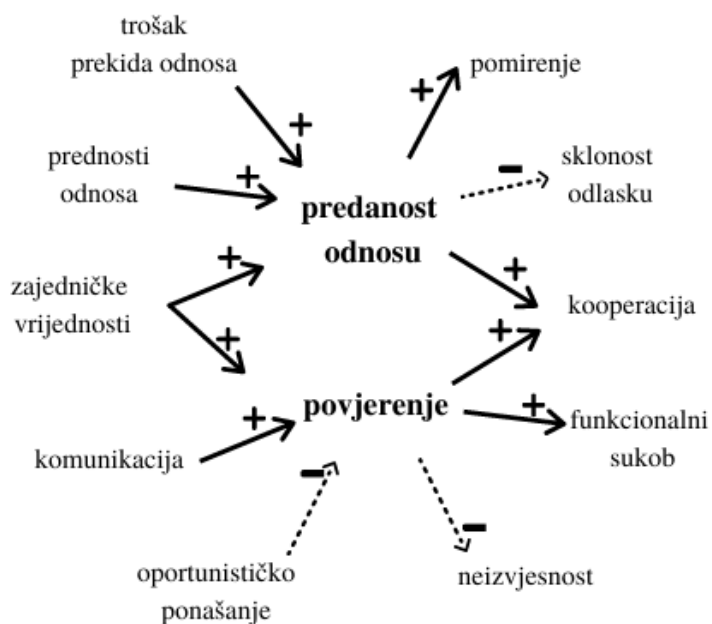 trošak
prekida odnosa
pomirenje
prednosti
odnosa
sklonost
odlasku
predanost
odnosu
zajedničke
vrijednosti
kooperacija
povjerenje
funkcionalni
sukob
komunikacija
oportunističko
ponašanje
neizvjesnost